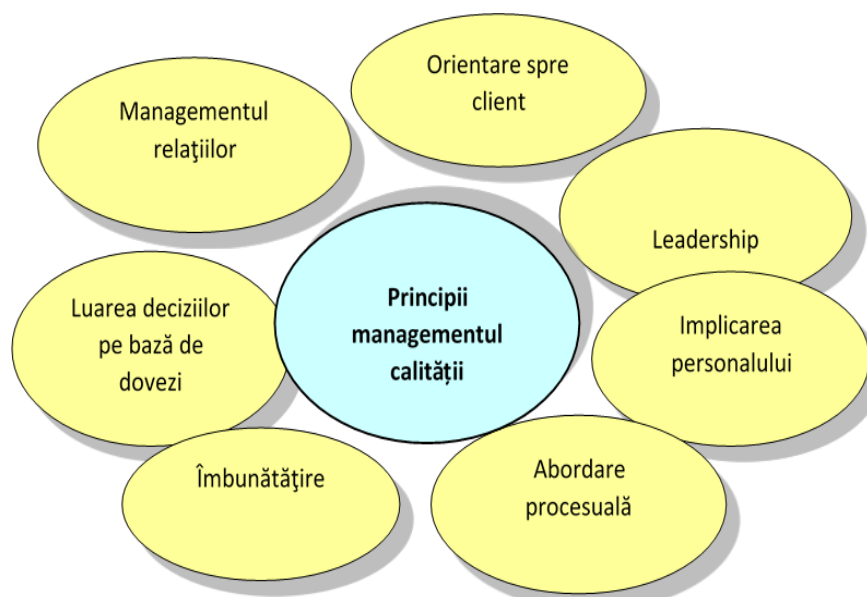 Orientare spre
client
Managementul
relaţiilor
Leadership
Luarea deciziilor
pe bază de
dovezi
Principii
managementul
calității
Implicarea
personalului
Îmbunătăţire
Abordare
procesuală